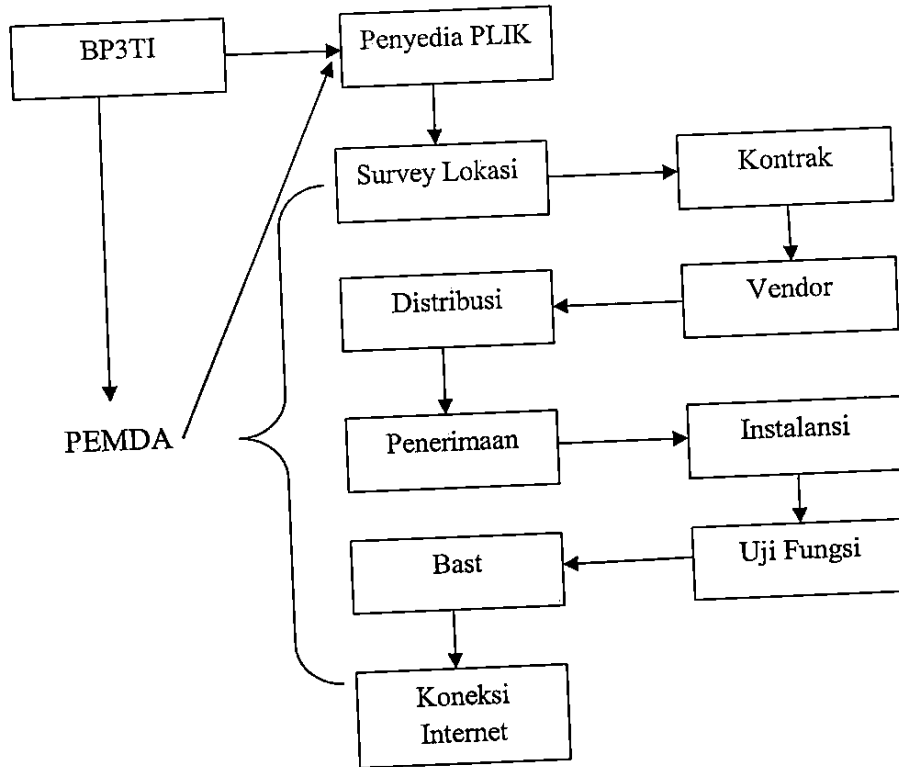 BP3TI
Penyedia PLIK
Survey Lokasi
Kontrak
Distribusi
Vendor
PEMDA
Penerimaan
Instalansi
Bast
Uji Fungsi
Koneksi
Internet